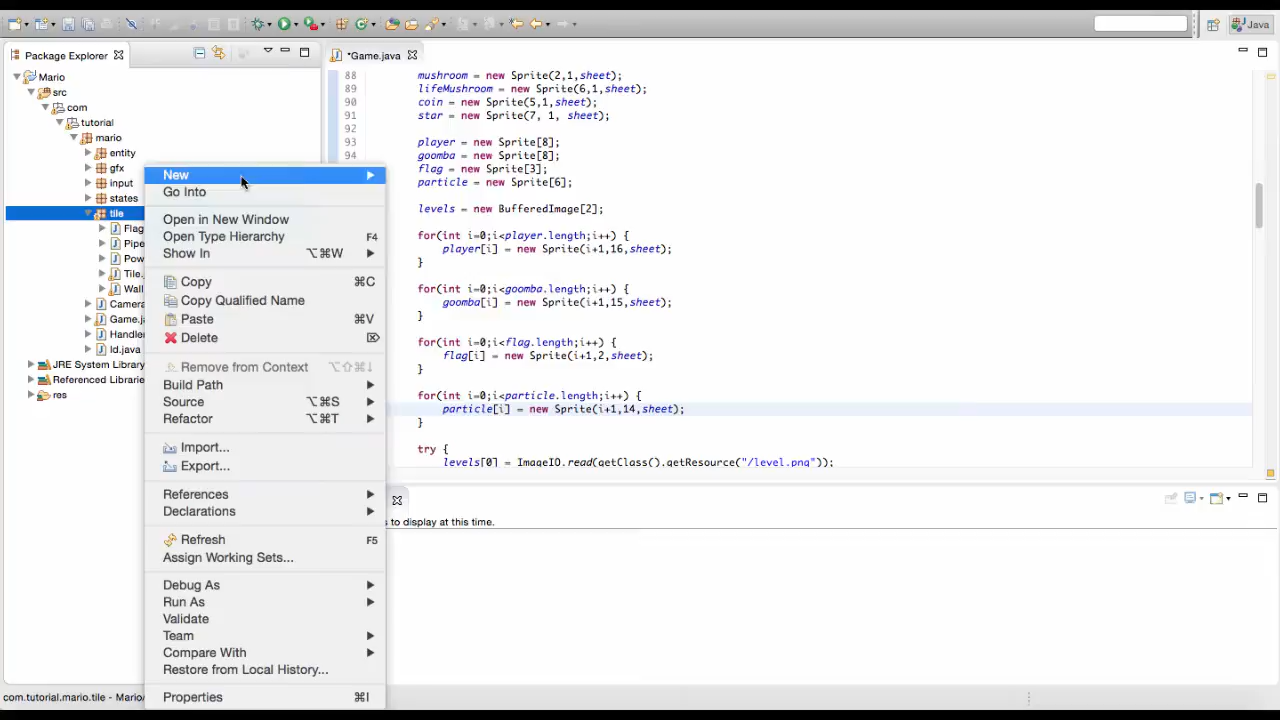 Java
Package Explorer
*Game.java
Mario
src
com
tutorial
mario
entity
gfx
input
states
tile
Flag
Pipe
Pow
Tile.
Wall
Camera
Game.ja
Handler
Id.java
JRE System Library
Referenced Librarie
res
New
Go Into
Open in New Window
Open Type Hierarchy F4
Show In ⌥⌘W
Copy ⌘C
Copy Qualified Name
Paste ⌘V
Delete ⌦
Remove from Context ⌥⇧⌘↓
Build Path
Source ⌥⌘S
Refactor ⌥⌘T
Import...
Export...
References
Declarations
Refresh F5
Assign Working Sets...
Debug As
Run As
Validate
Team
Compare With
Restore from Local History...
Properties ⌘I
88 mushroom = new Sprite(2,1,sheet);
89 lifeMushroom = new Sprite(6,1,sheet);
90 coin = new Sprite(5,1,sheet);
91 star = new Sprite(7, 1, sheet);
92
93 player = new Sprite[8];
94 goomba = new Sprite[8];
flag = new Sprite[3];
particle = new Sprite[6];
levels = new BufferedImage[2];
for(int i=0;i<player.length;i++) {
player[i] = new Sprite(i+1,16,sheet);
}
for(int i=0;i<goomba.length;i++) {
goomba[i] = new Sprite(i+1,15,sheet);
}
for(int i=0;i<flag.length;i++) {
flag[i] = new Sprite(i+1,2,sheet);
}
for(int i=0;i<particle.length;i++) {
particle[i] = new Sprite(i+1,14,sheet);
}
try {
levels[0] = ImageIO.read(getClass().getResource("/level.png"));
s to display at this time.
com.tutorial.mario.tile - Mario/